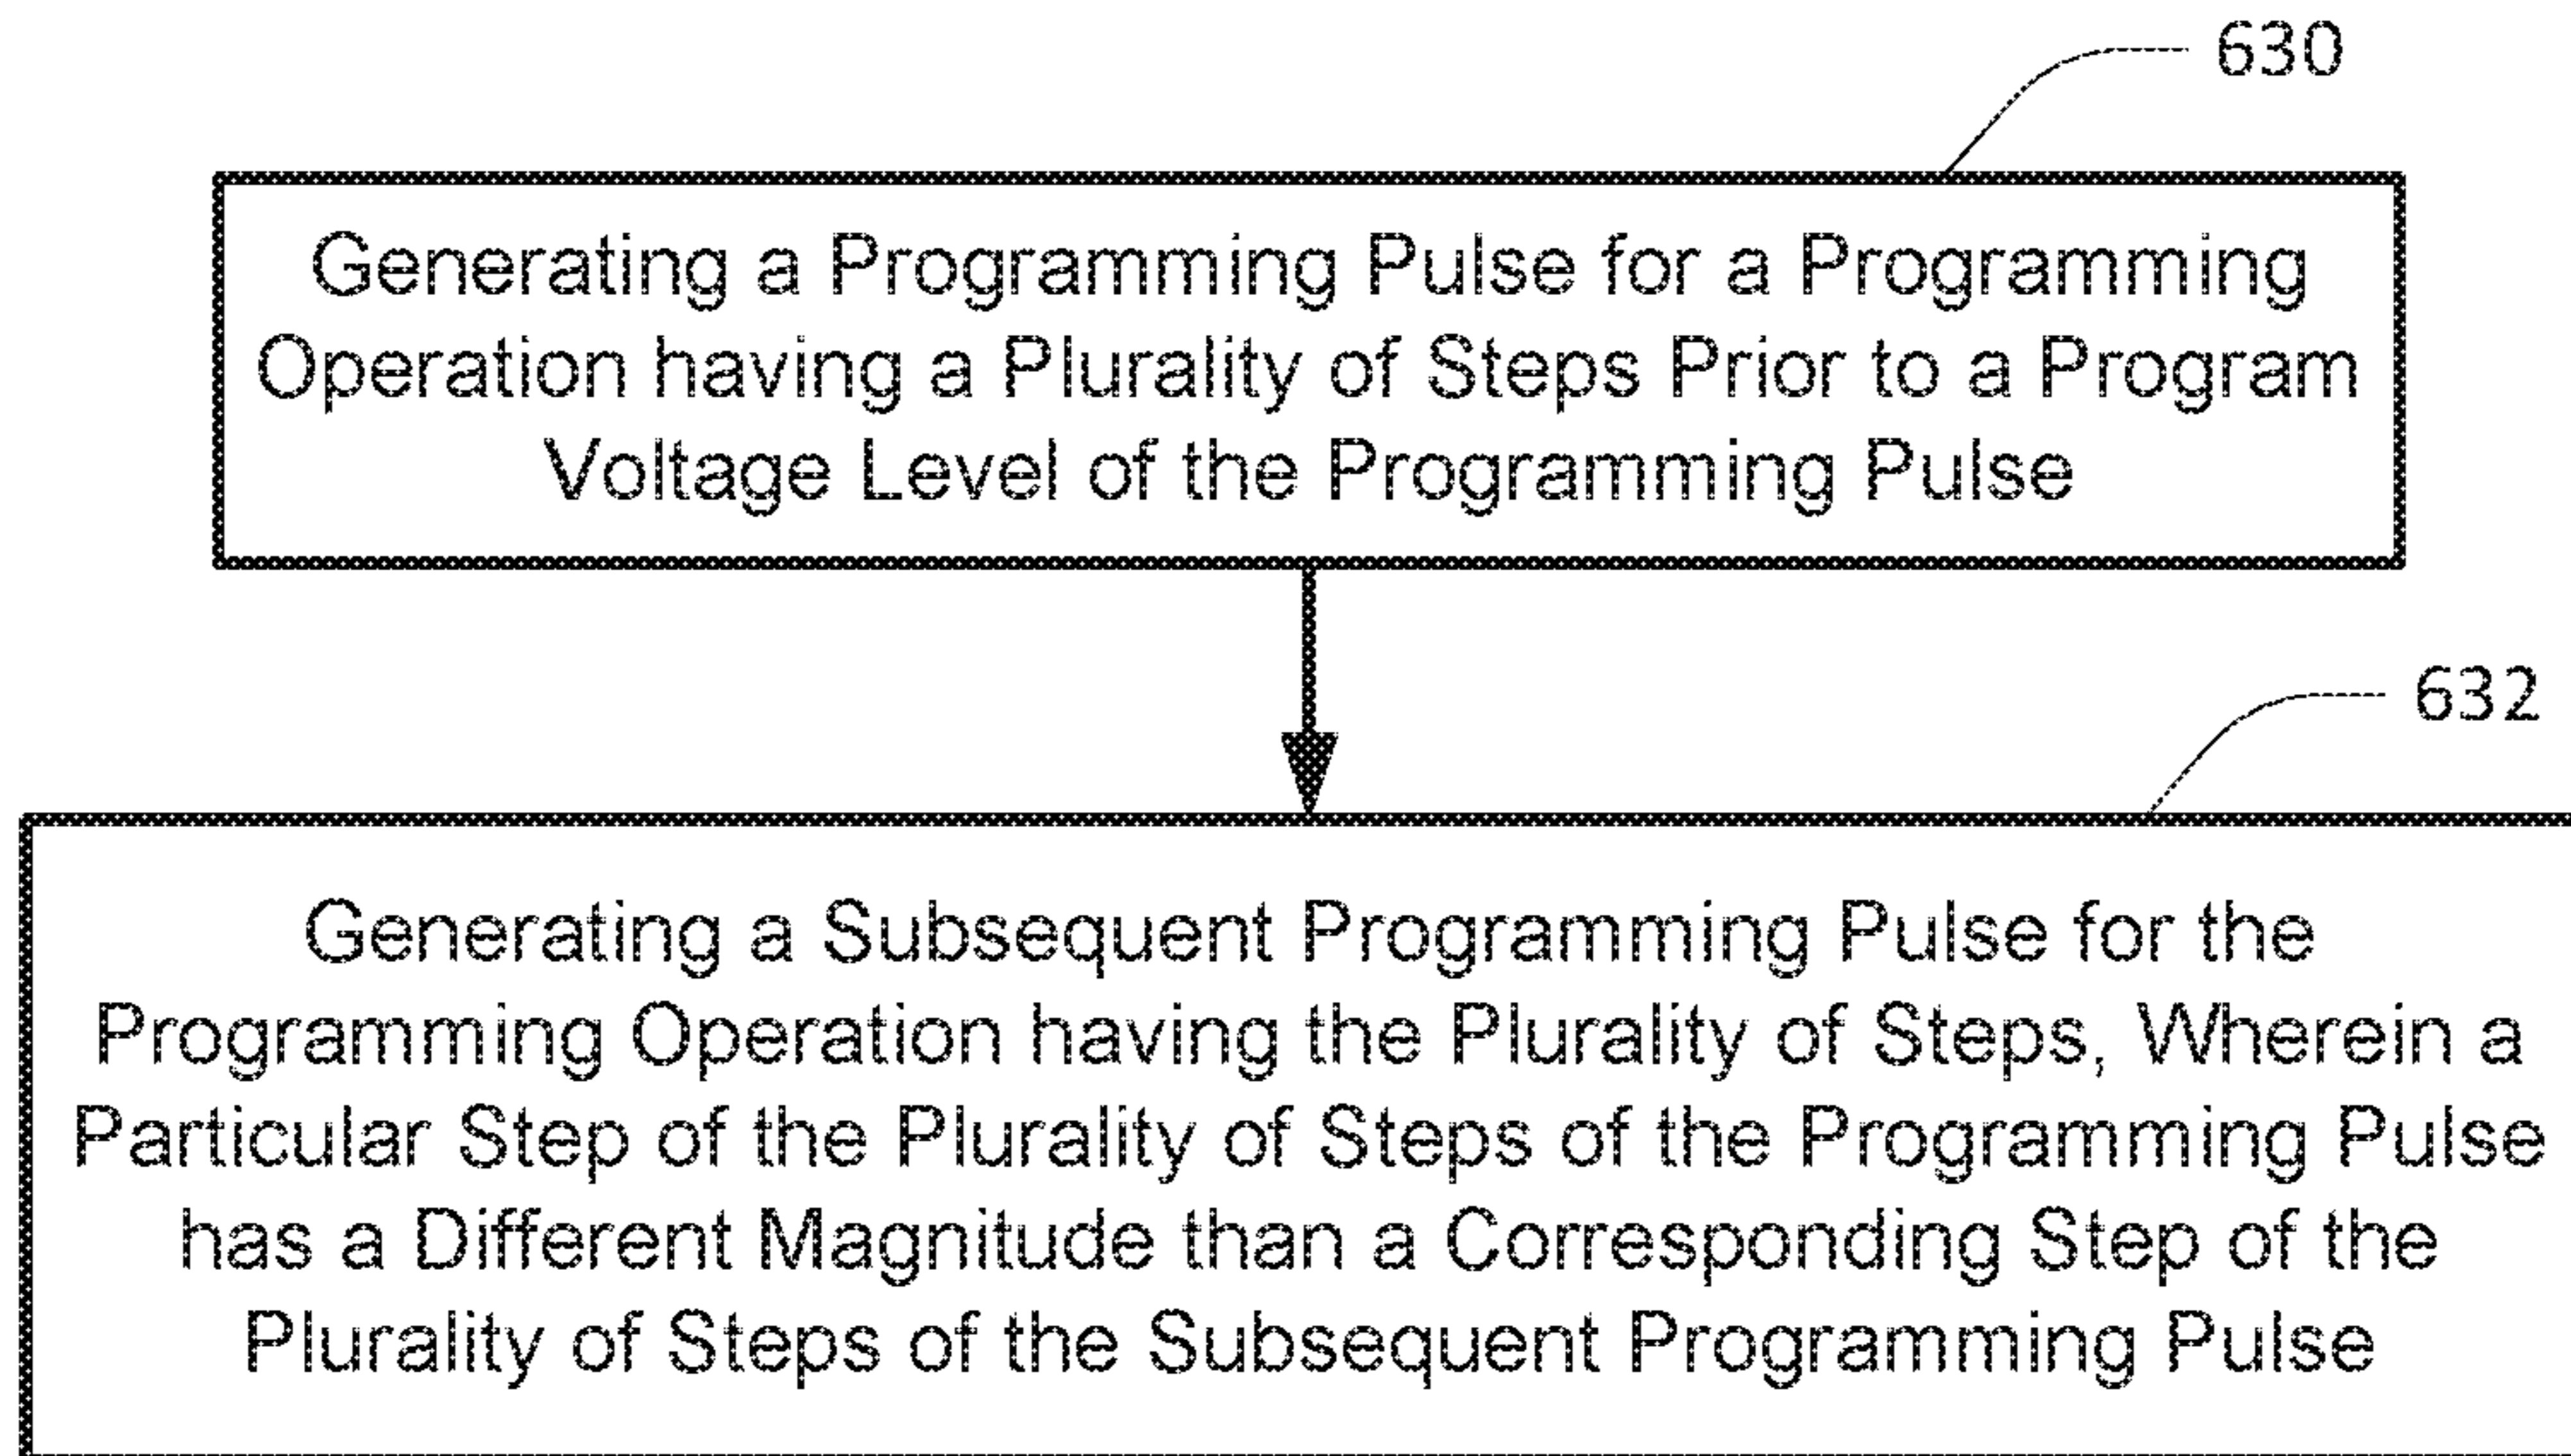 630
Generating a Programming Pulse for a Programming
Operation having a Plurality of Steps Prior to a Program
Voltage Level of the Programming Pulse
632
Generating a Subsequent Programming Pulse for the
Programming Operation having the Plurality of Steps, Wherein a
Particular Step of the Plurality of Steps of the Programming Pulse
has a Different Magnitude than a Corresponding Step of the
Plurality of Steps of the Subsequent Programming Pulse